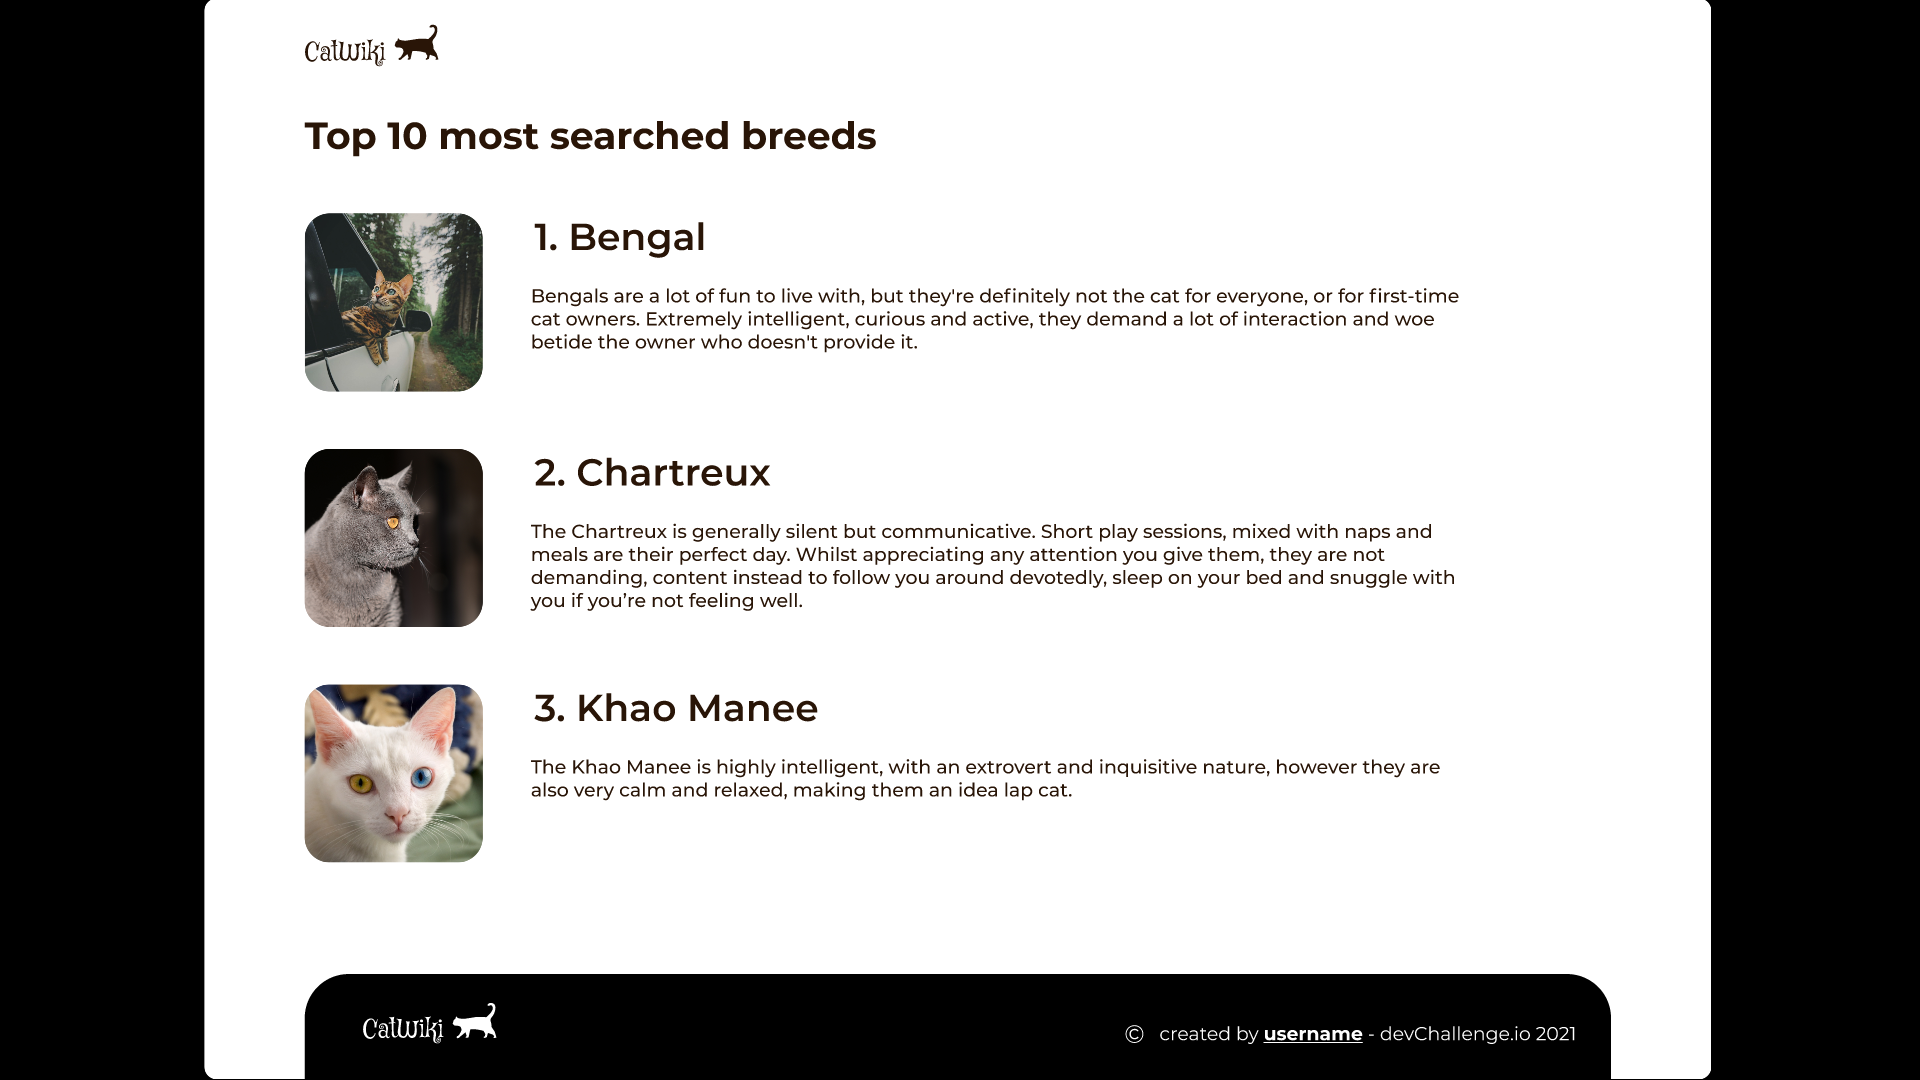 CatWiki
Top 10 most searched breeds
1. Bengal
Bengals are a lot of fun to live with, but they're definitely not the cat for everyone, or for first-time
cat owners. Extremely intelligent, curious and active, they demand a lot of interaction and woe
betide the owner who doesn't provide it.
2. Chartreux
The Chartreux is generally silent but communicative. Short play sessions, mixed with naps and
meals are their perfect day. Whilst appreciating any attention you give them, they are not
demanding, content instead to follow you around devotedly, sleep on your bed and snuggle with
you if you’re not feeling well.
3. Khao Manee
The Khao Manee is highly intelligent, with an extrovert and inquisitive nature, however they are
also very calm and relaxed, making them an idea lap cat.
CatWiki
© created by username - devChallenge.io 2021